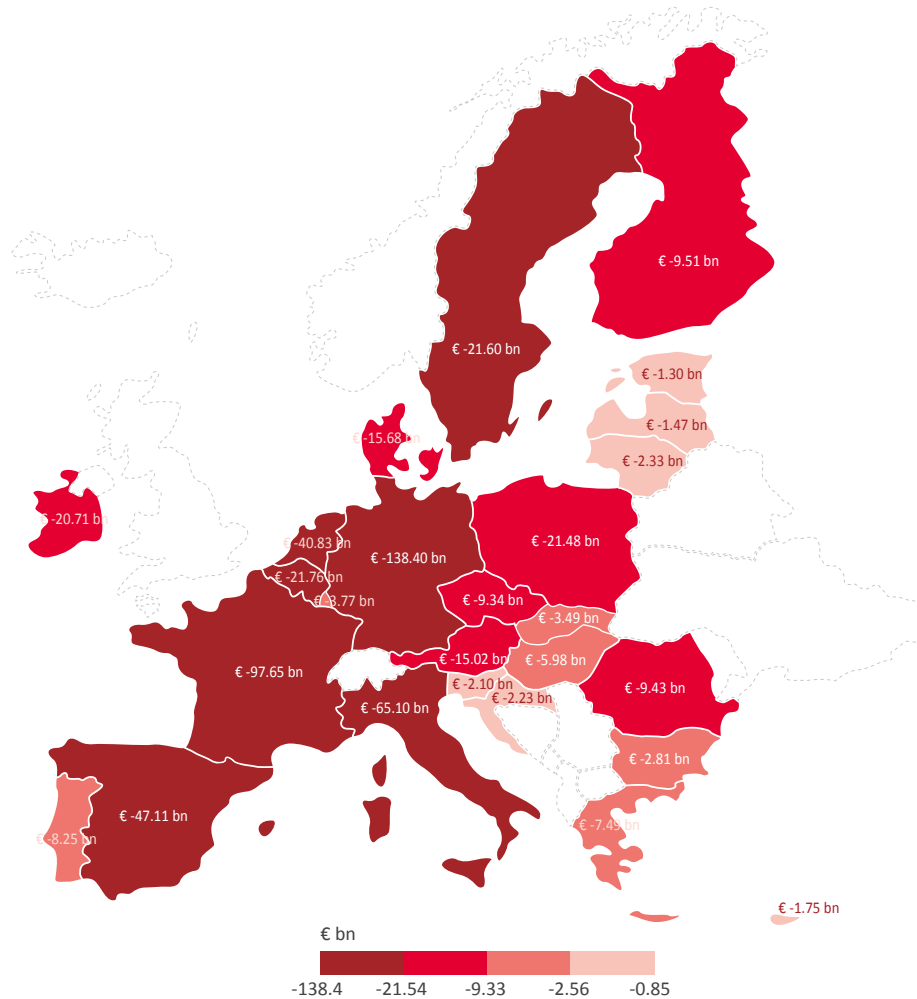 € -9.51 bn
€ -21.60 bn
€ -1.30 bn
€ -1.47 bn
€ -15.68 bn
€ -2.33 bn
€ -20.71 bn
€ -40.83 bn
€ -21.48 bn
€ -138.40 bn
€ -21.76 bn
€ -3.77 bn
€ -9.34 bn
€ -3.49 bn
€ -15.02 bn
€ -5.98 bn
€ -97.65 bn
€ -2.10 bn
€ -9.43 bn
€ -2.23 bn
€ -65.10 bn
€ -2.81 bn
€ -47.11 bn
€ -7.49 bn
€ -8.25 bn
€ -1.75 bn
€ bn
-138.4 -21.54 -9.33 -2.56 -0.85